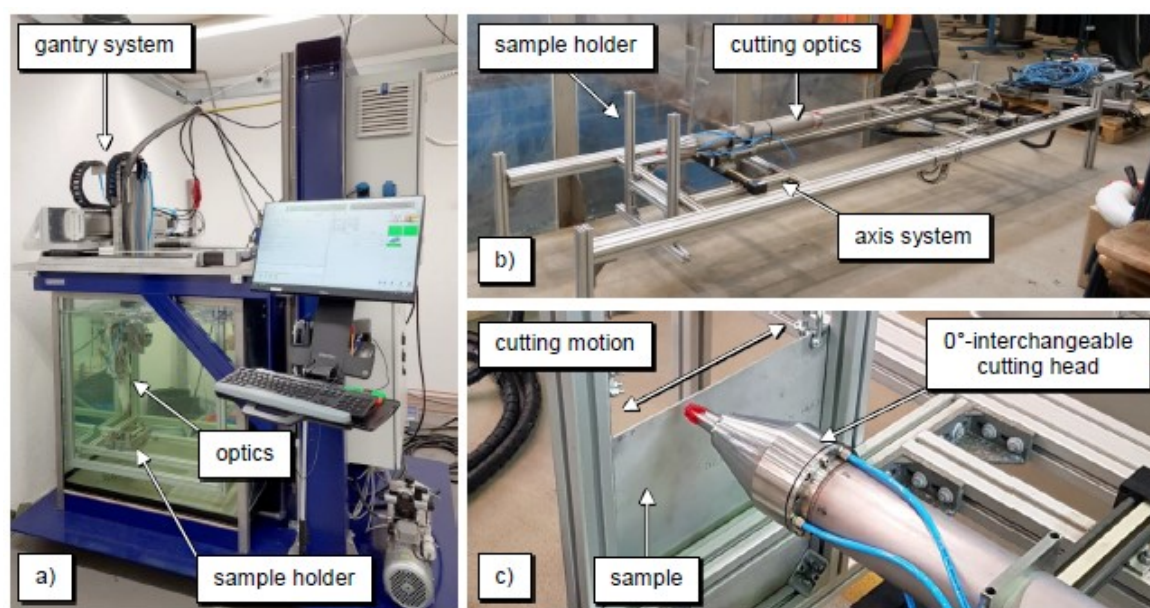 gantry system
optics
sample holder
a)
sample holder
cutting optics
axis system
b)
cutting motion
0°-interchangeable
cutting head
sample
c)